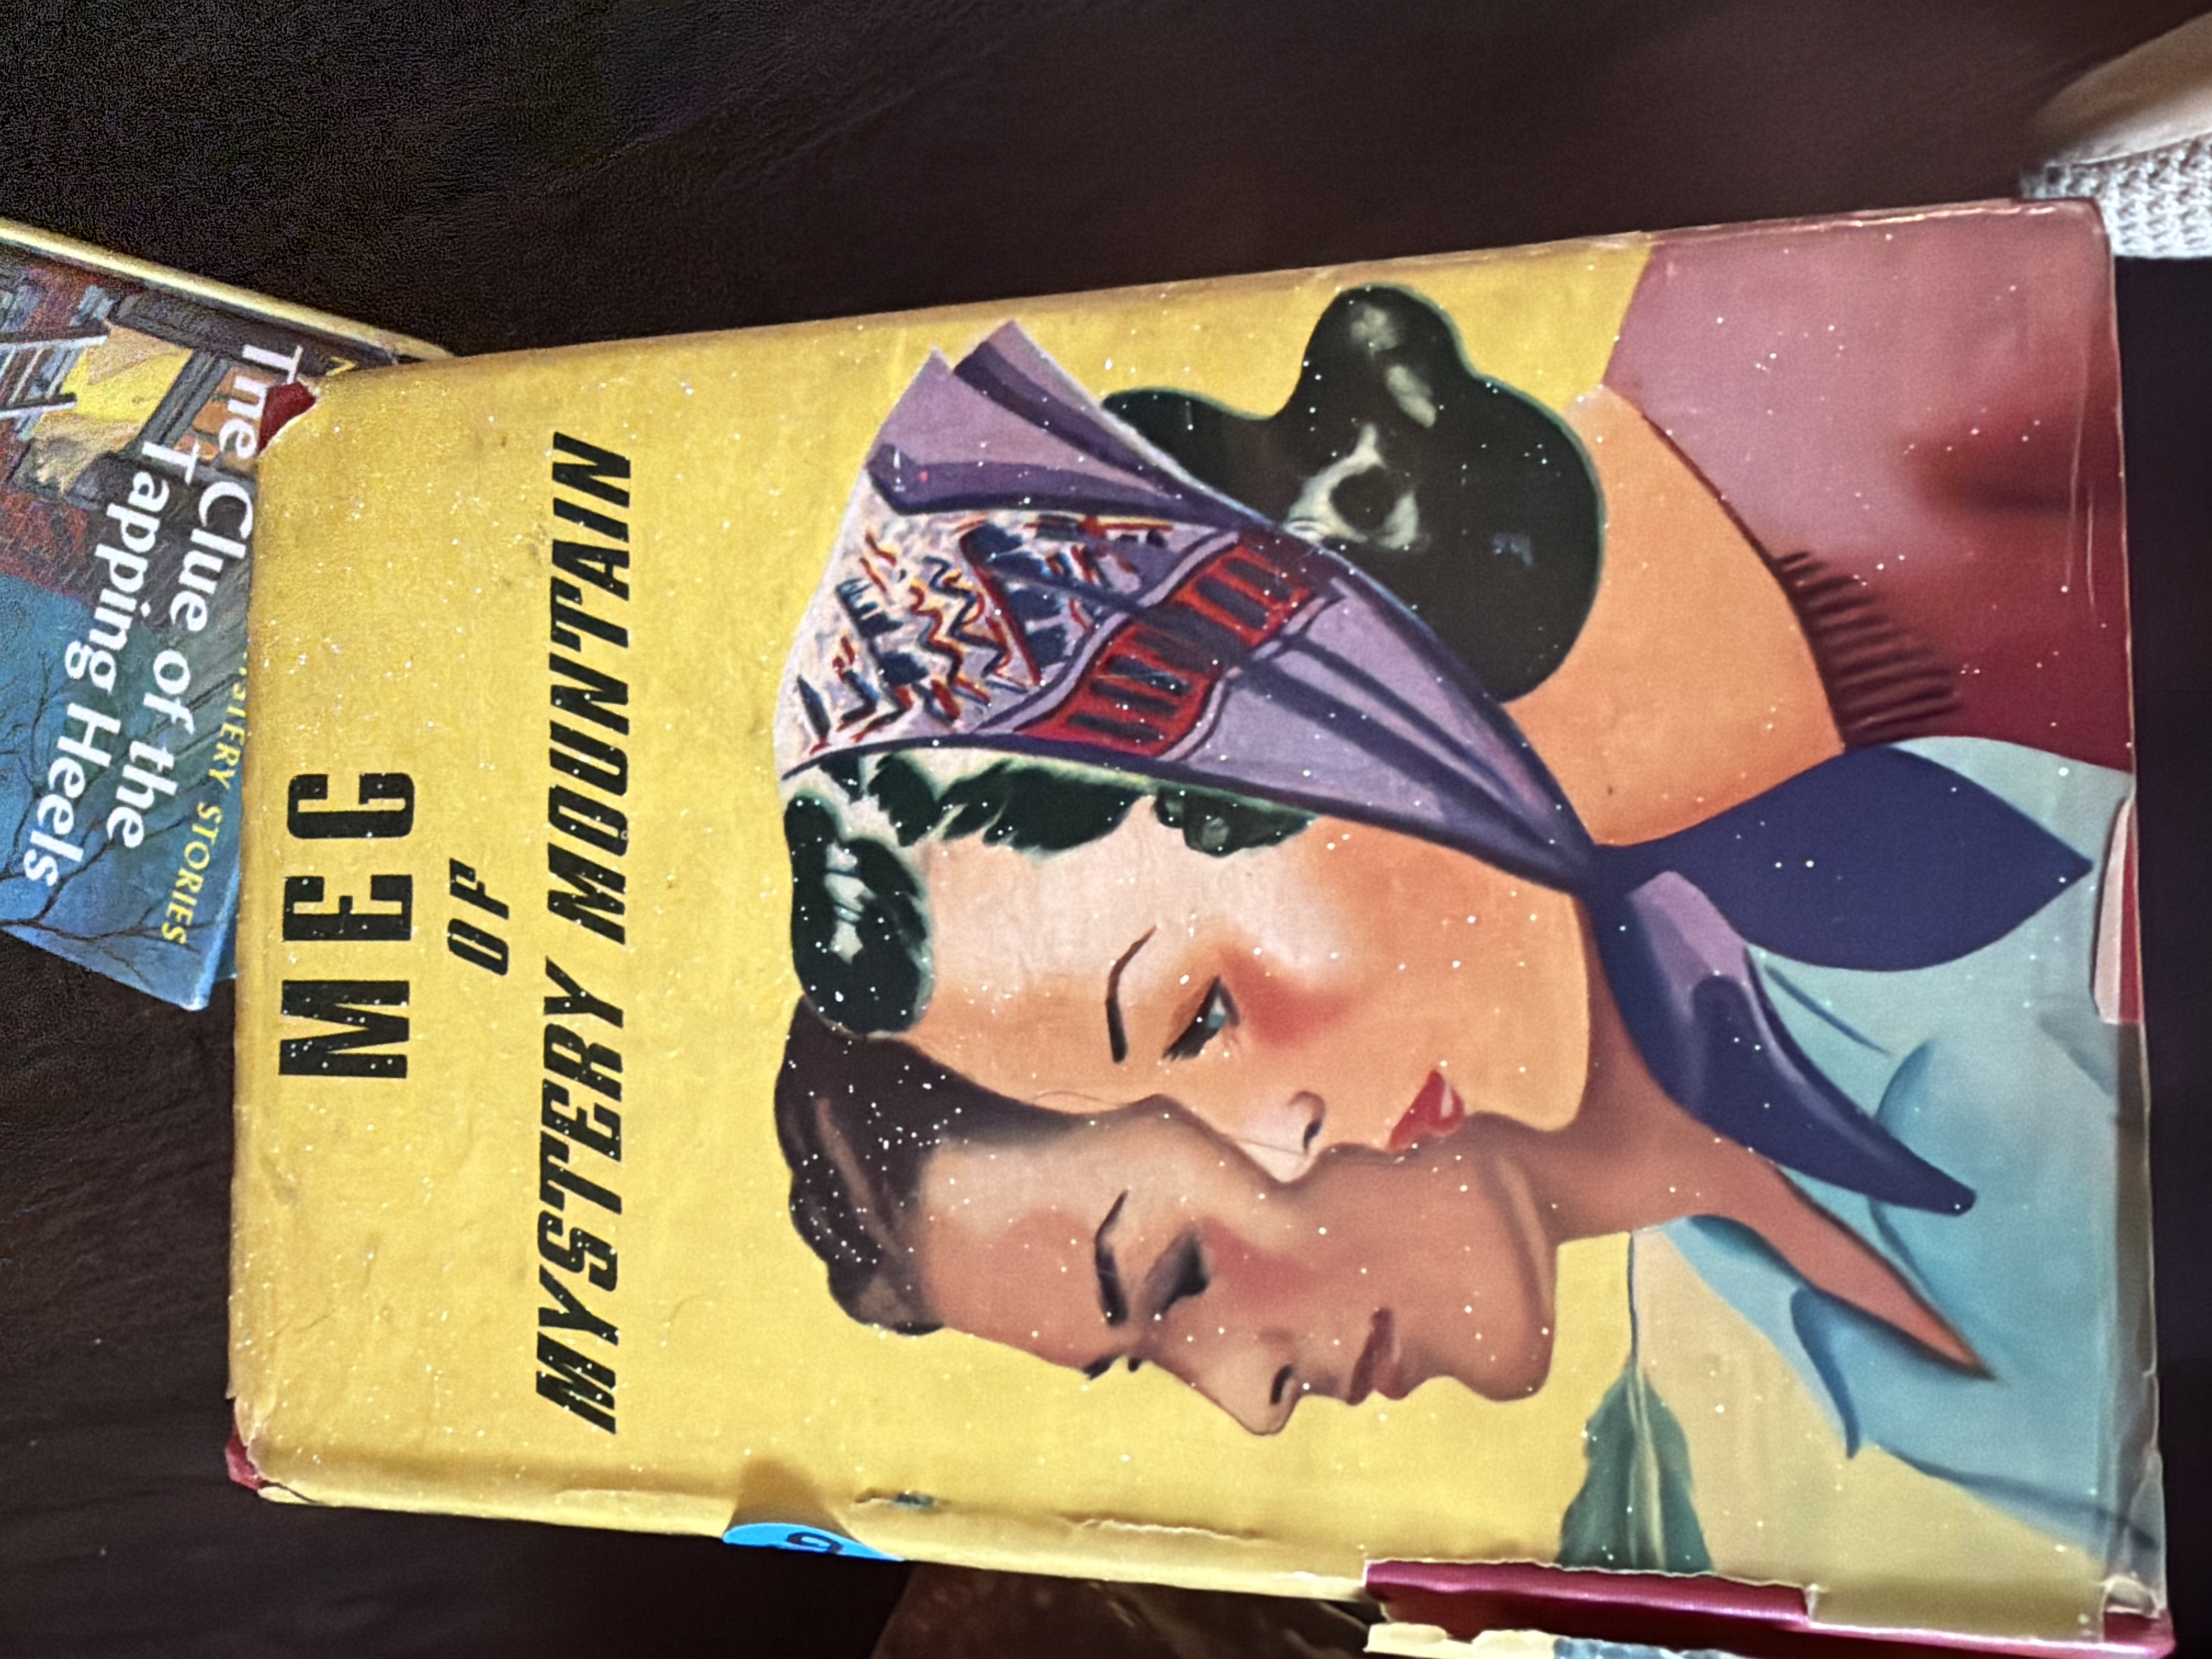 MEG
OF
MYSTERY MOUNTAIN
The Clue of the
Tapping Heels
STORIES